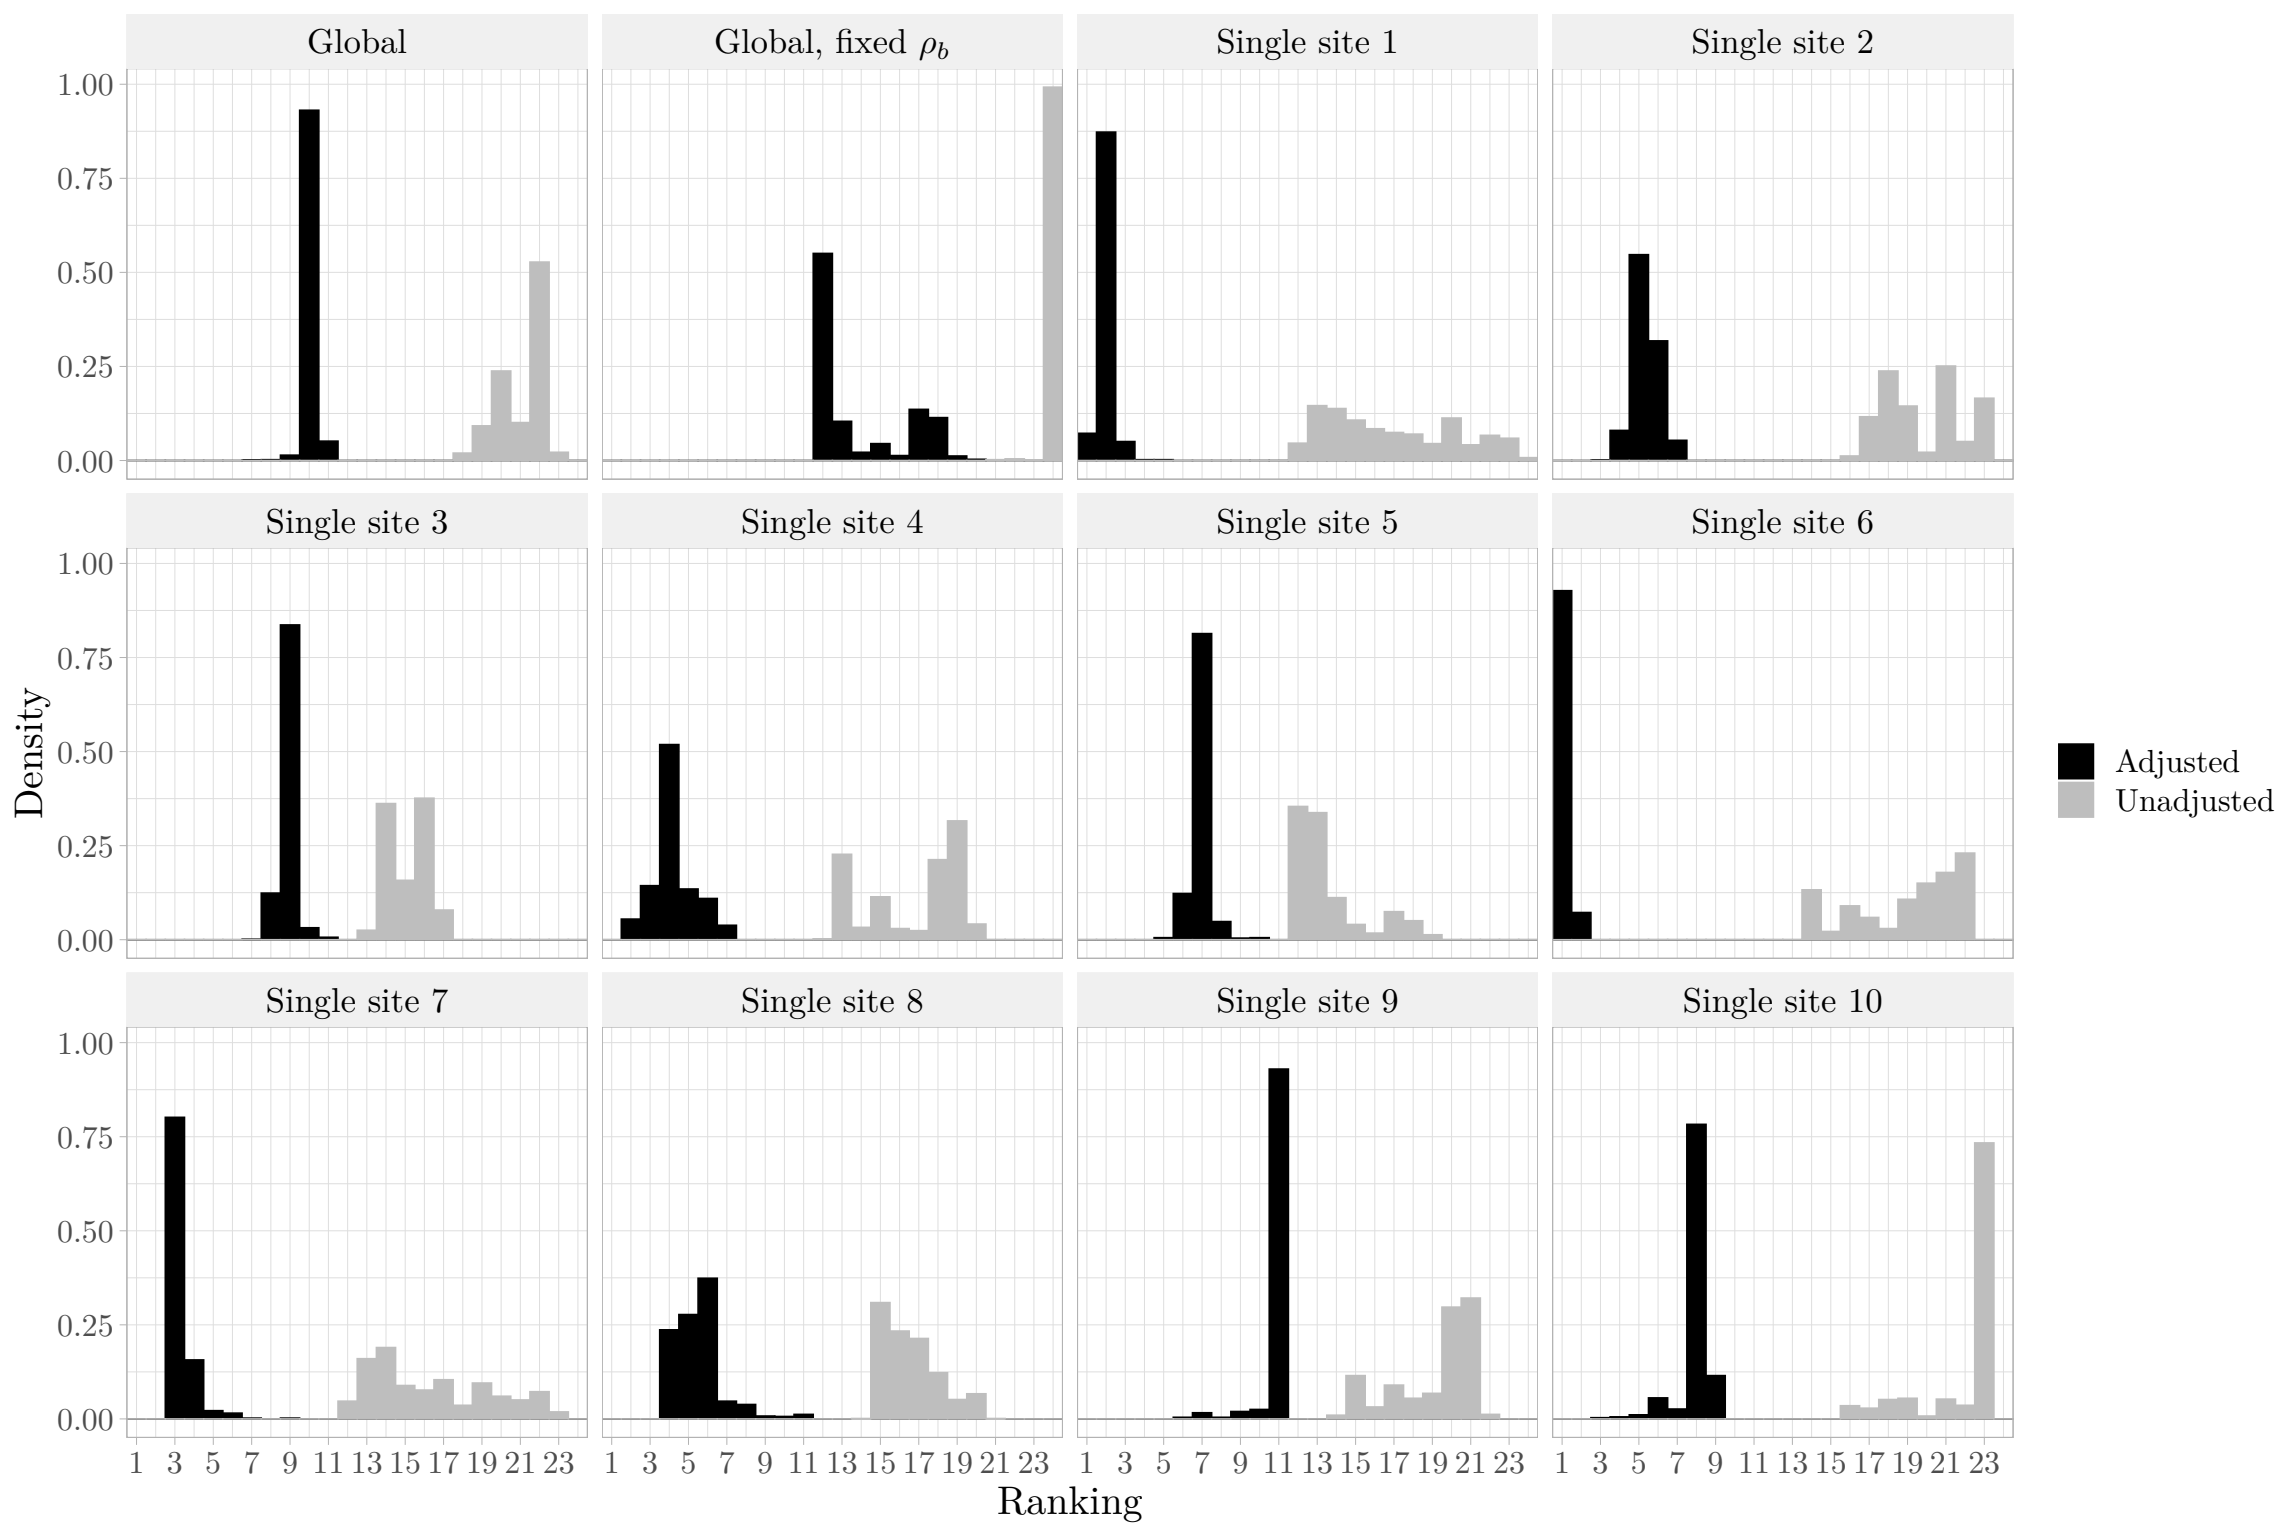 Global
Global, fixed ρb
Single site 1
Single site 2
1.00
0.75
0.50
0.25
0.00
Single site 3
Single site 4
Single site 5
Single site 6
1.00
0.75
0.50
0.25
0.00
Single site 7
Single site 8
Single site 9
Single site 10
1.00
0.75
0.50
0.25
0.00
1 3 5 7 9 11 13 15 17 19 21 23
1 3 5 7 9 11 13 15 17 19 21 23
1 3 5 7 9 11 13 15 17 19 21 23
1 3 5 7 9 11 13 15 17 19 21 23
Ranking
Density
Adjusted
Unadjusted